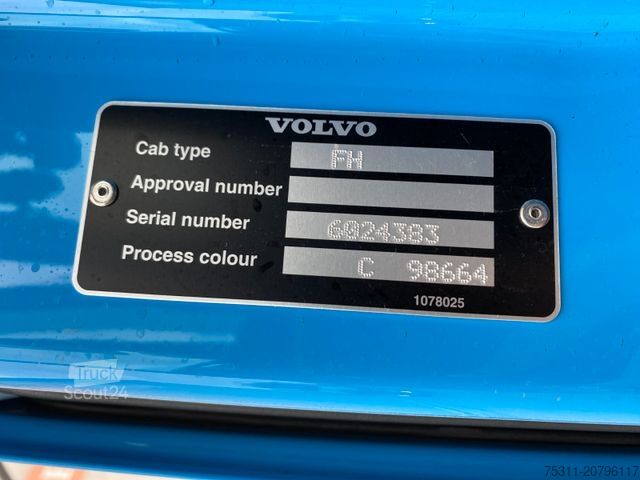 VOLVO
Cab type FH
Approval number
Serial number 6024383
Process colour C 98664
1078025
Truck
Scout24
75311-20796117